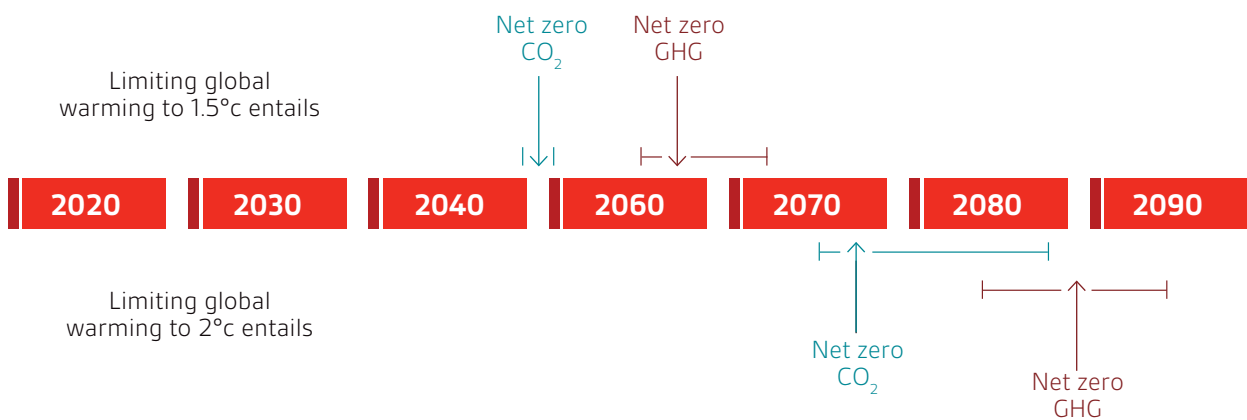 Net zero
CO₂
Net zero
GHG
Limiting global
warming to 1.5°c entails
2020 2030 2040 2060 2070 2080 2090
Limiting global
warming to 2°c entails
Net zero
CO₂
Net zero
GHG